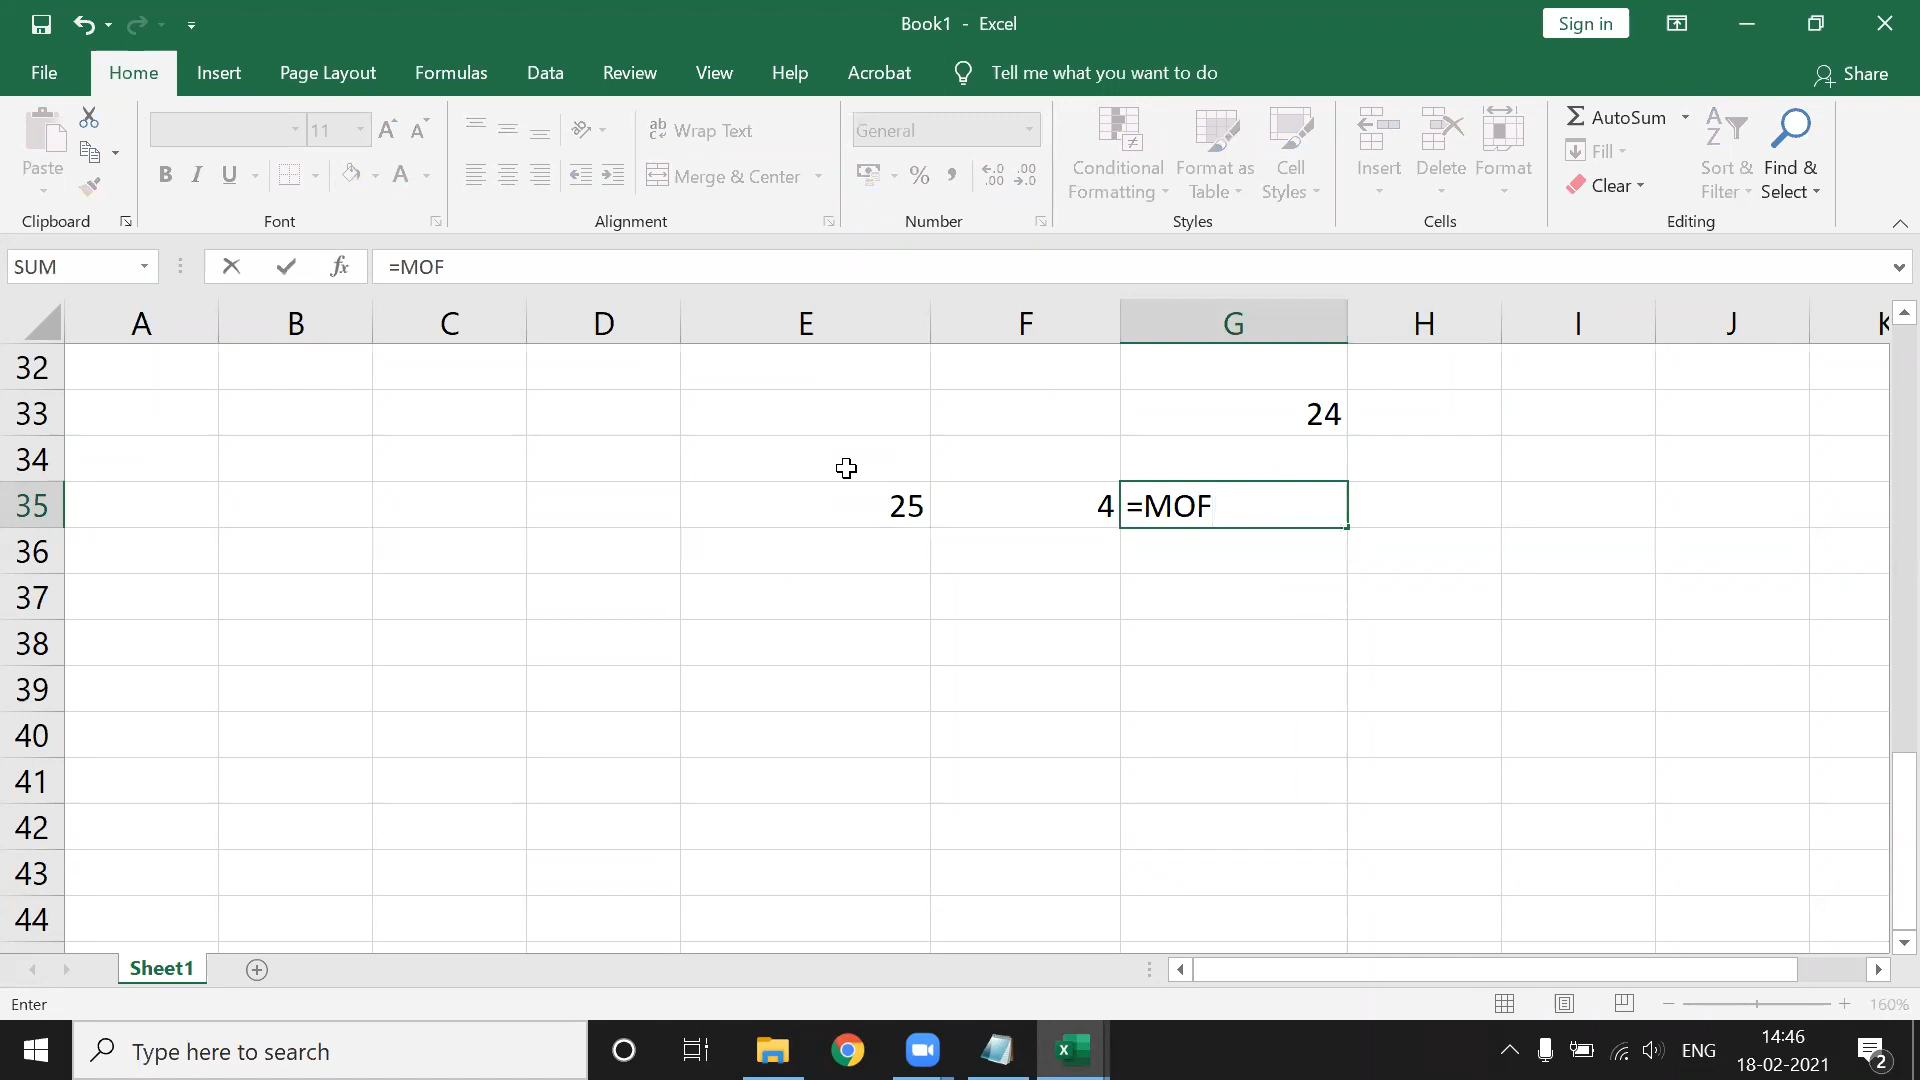 Book1 - Excel
Sign in
File Home Insert Page Layout Formulas Data Review View Help Acrobat Tell me what you want to do Share
Paste
11
B I U
ab Wrap Text
Merge & Center
General
% ,
Conditional Formatting
Format as Table
Cell Styles
Insert Delete Format
Σ AutoSum
Fill
Clear
Sort & Filter
Find & Select
Clipboard Font Alignment Number Styles Cells Editing
SUM fx =MOF
A B C D E F G H I J K
32
33 24
34
35 25 4 =MOF
36
37
38
39
40
41
42
43
44
Sheet1
Enter 160%
Type here to search
ENG
14:46
18-02-2021
2